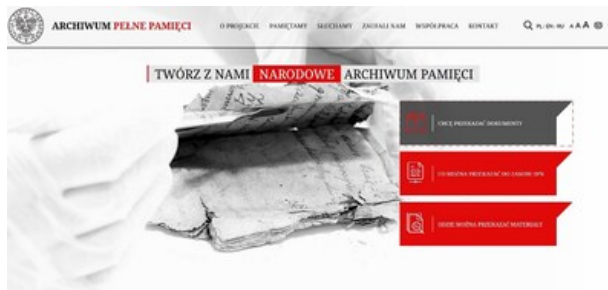 ARCHIWUM PEŁNE PAMIĘCI
O PROJEKCIE PAMIĘTAMY SŁUCHAMY ZAUFALI NAM WSPÓŁPRACA KONTAKT PL EN RU A A A
TWÓRZ Z NAMI NARODOWE ARCHIWUM PAMIĘCI
CHCĘ PRZEKAZAĆ DOKUMENTY
CO MOŻNA PRZEKAZAĆ DO ZASOBU IPN
GDZIE MOŻNA PRZEKAZAĆ MATERIAŁY